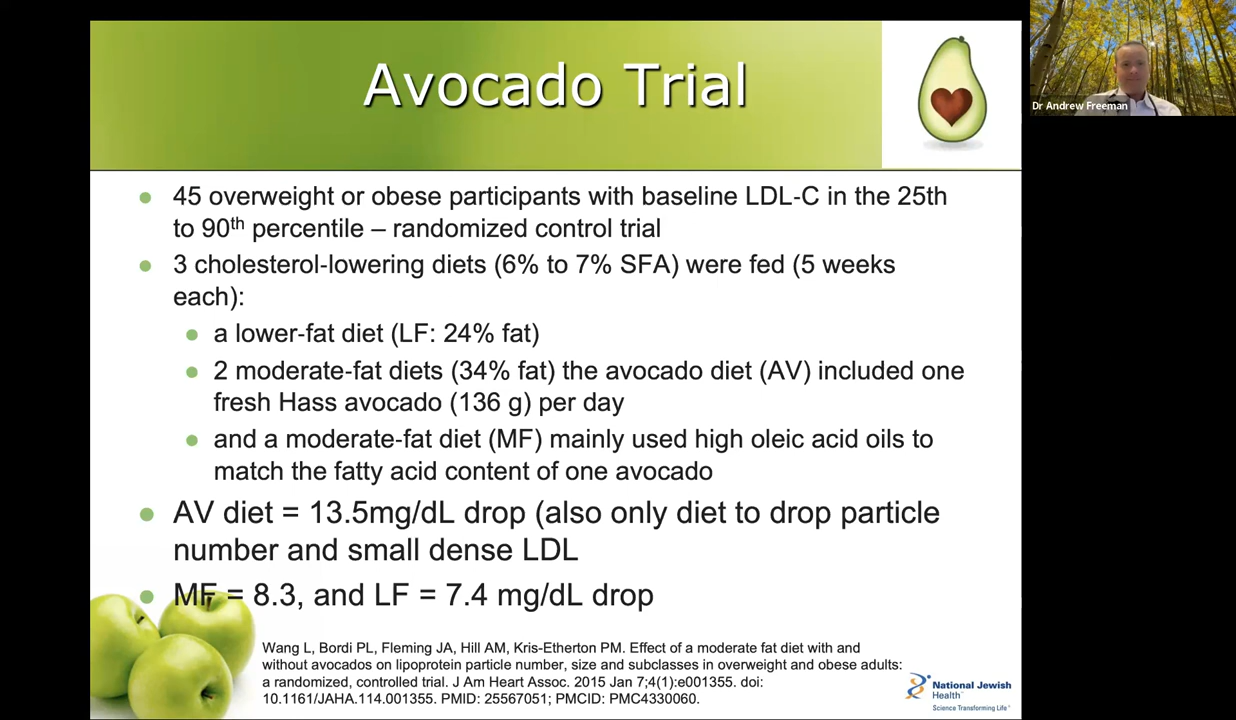 Avocado Trial
Dr Andrew Freeman
45 overweight or obese participants with baseline LDL-C in the 25th
to 90th percentile – randomized control trial
3 cholesterol-lowering diets (6% to 7% SFA) were fed (5 weeks
each):
a lower-fat diet (LF: 24% fat)
2 moderate-fat diets (34% fat) the avocado diet (AV) included one
fresh Hass avocado (136 g) per day
and a moderate-fat diet (MF) mainly used high oleic acid oils to
match the fatty acid content of one avocado
AV diet = 13.5mg/dL drop (also only diet to drop particle
number and small dense LDL
MF = 8.3, and LF = 7.4 mg/dL drop
Wang L, Bordi PL, Fleming JA, Hill AM, Kris-Etherton PM. Effect of a moderate fat diet with and
without avocados on lipoprotein particle number, size and subclasses in overweight and obese adults:
a randomized, controlled trial. J Am Heart Assoc. 2015 Jan 7;4(1):e001355. doi:
10.1161/JAHA.114.001355. PMID: 25567051; PMCID: PMC4330060.
National Jewish
Health
Science Transforming Life